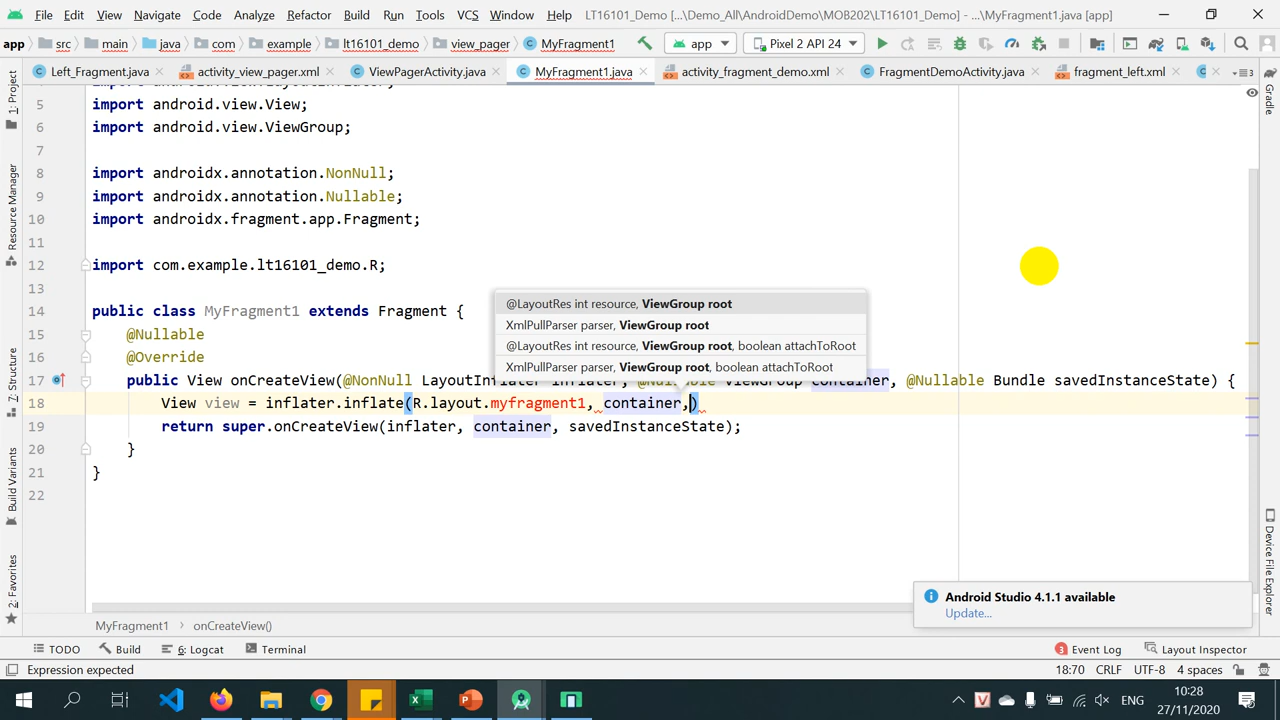 File Edit View Navigate Code Analyze Refactor Build Run Tools VCS Window Help LT16101_Demo [...\Demo_All\AndroidDemo\MOB202\LT16101_Demo] - ...\MyFragment1.java [app]
app src main java com example lt16101_demo view_pager MyFragment1 app Pixel 2 API 24
Left_Fragment.java activity_view_pager.xml ViewPagerActivity.java MyFragment1.java activity_fragment_demo.xml FragmentDemoActivity.java fragment_left.xml
1: Project
Resource Manager
7: Structure
Build Variants
2: Favorites
5 import android.view.View;
6 import android.view.ViewGroup;
7
8 import androidx.annotation.NonNull;
9 import androidx.annotation.Nullable;
10 import androidx.fragment.app.Fragment;
11
12 import com.example.lt16101_demo.R;
13
14 public class MyFragment1 extends Fragment {
15 @Nullable
16 @Override
17 public View onCreateView(@NonNull LayoutInflater inflater, @Nullable ViewGroup container, @Nullable Bundle savedInstanceState) {
18 View view = inflater.inflate(R.layout.myfragment1, container,)
19 return super.onCreateView(inflater, container, savedInstanceState);
20 }
21 }
22
@LayoutRes int resource, ViewGroup root
XmlPullParser parser, ViewGroup root
@LayoutRes int resource, ViewGroup root, boolean attachToRoot
XmlPullParser parser, ViewGroup root, boolean attachToRoot
Gradle
Device File Explorer
Android Studio 4.1.1 available
Update...
MyFragment1 › onCreateView()
TODO Build 6: Logcat Terminal 3 Event Log Layout Inspector
Expression expected 18:70 CRLF UTF-8 4 spaces
ENG 10:28
27/11/2020